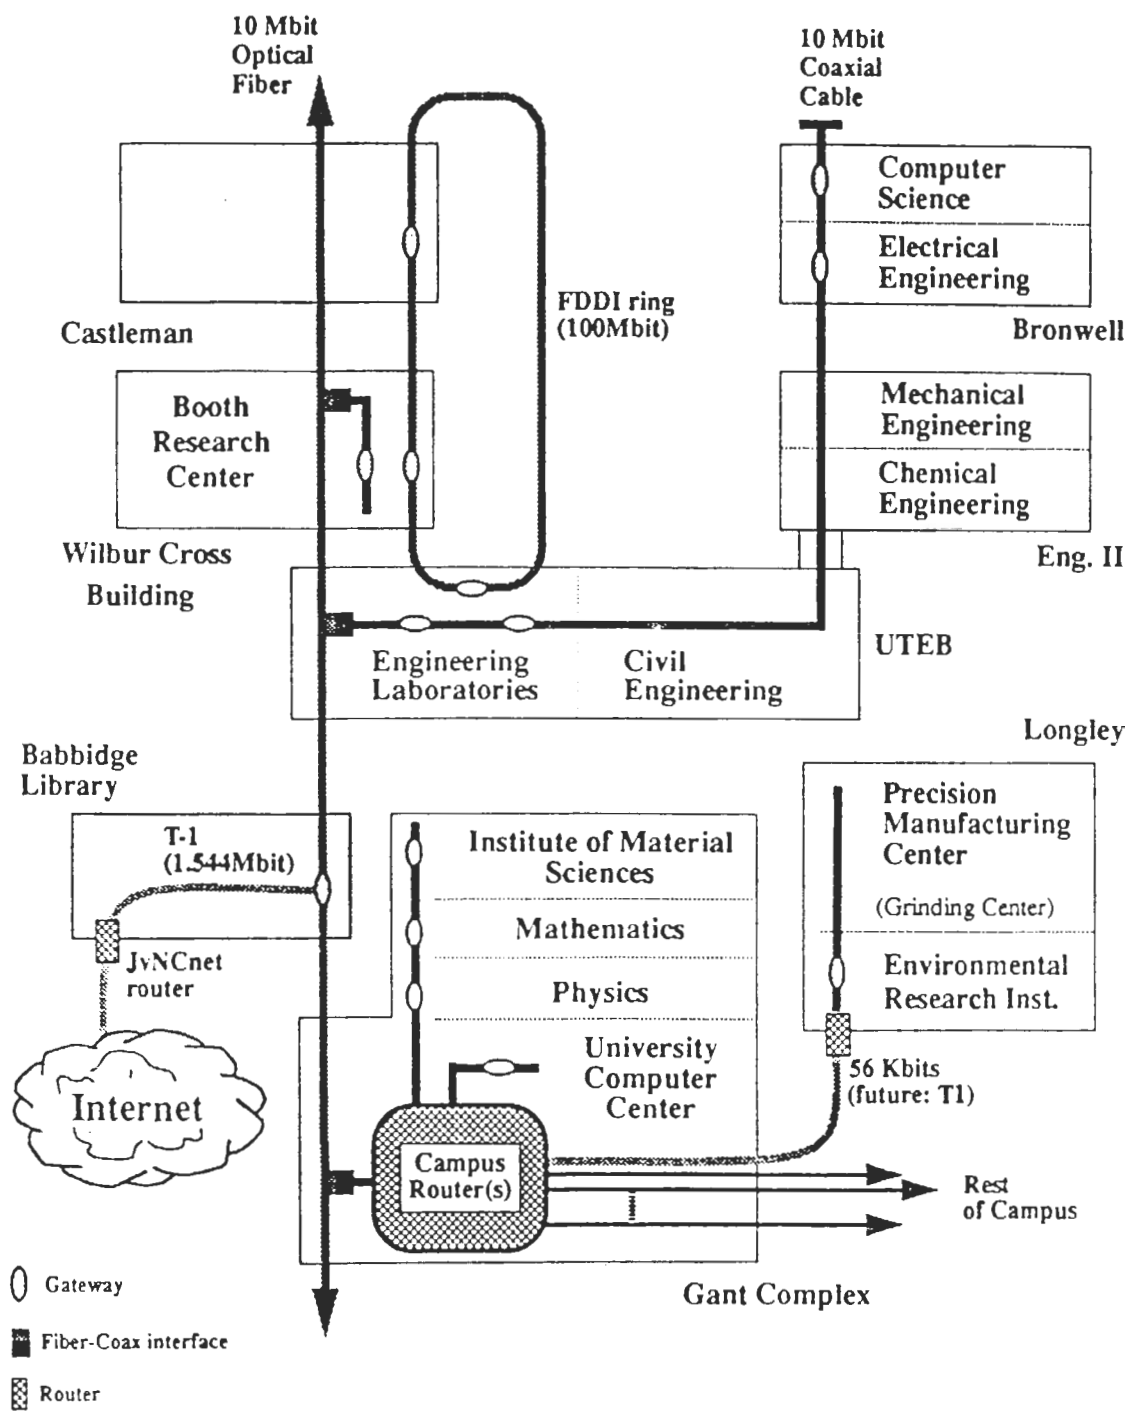 10 Mbit
Optical
Fiber
10 Mbit
Coaxial
Cable
Computer
Science
Electrical
Engineering
Bronwell
FDDI ring
(100Mbit)
Castleman
Booth
Research
Center
Mechanical
Engineering
Chemical
Engineering
Eng. II
Wilbur Cross
Building
Engineering
Laboratories
Civil
Engineering
UTEB
Longley
Babbidge
Library
T-1
(1.544Mbit)
JvNCnet
router
Internet
Institute of Material
Sciences
Mathematics
Physics
University
Computer
Center
Precision
Manufacturing
Center
(Grinding Center)
Environmental
Research Inst.
56 Kbits
(future: T1)
Campus
Router(s)
Rest
of Campus
Gant Complex
Gateway
Fiber-Coax interface
Router